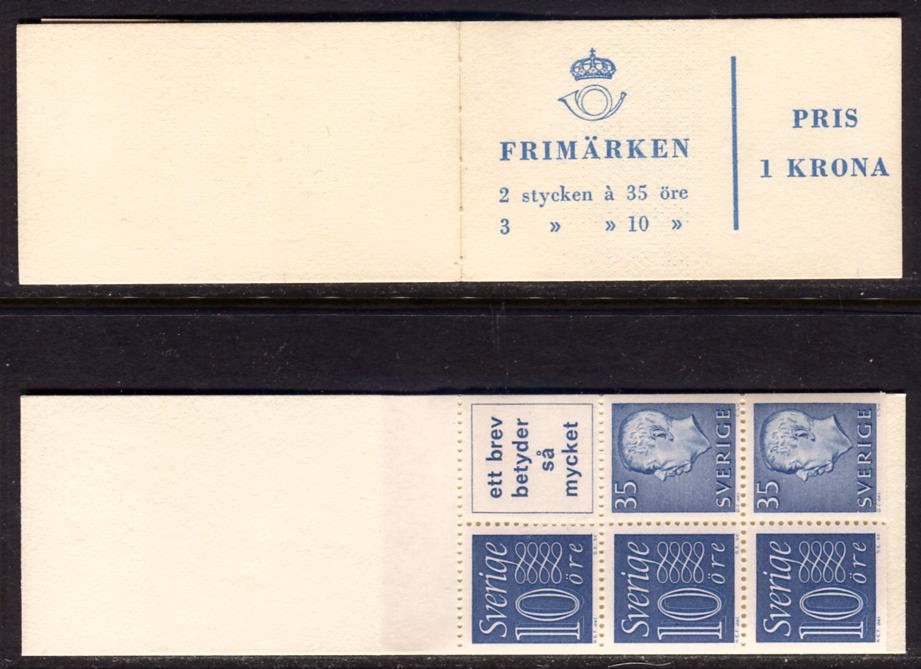 FRIMÄRKEN
2 stycken à 35 öre
3 » » 10 »
PRIS
1 KRONA
ett brev
betyder
så
mycket
35
SVERIGE
35
SVERIGE
Sverige
10 öre
Sverige
10 öre
Sverige
10 öre